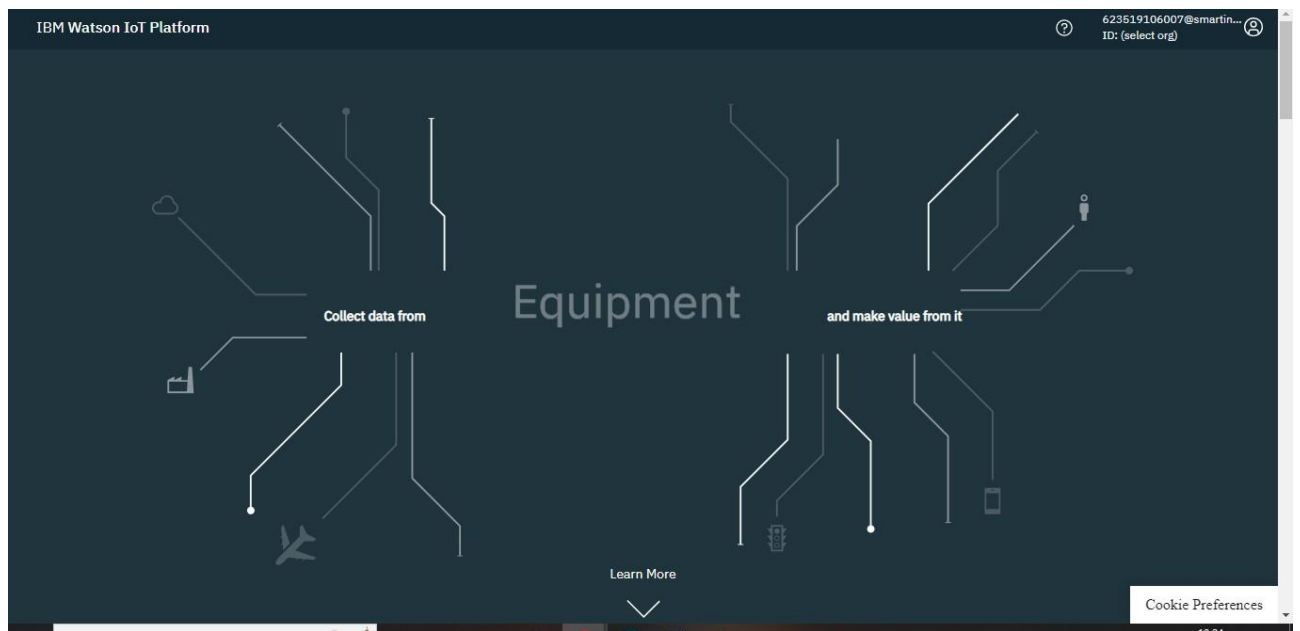 IBM Watson IoT Platform
623519106007@smartin...
ID: (select org)
Collect data from
Equipment
and make value from it
Learn More
Cookie Preferences